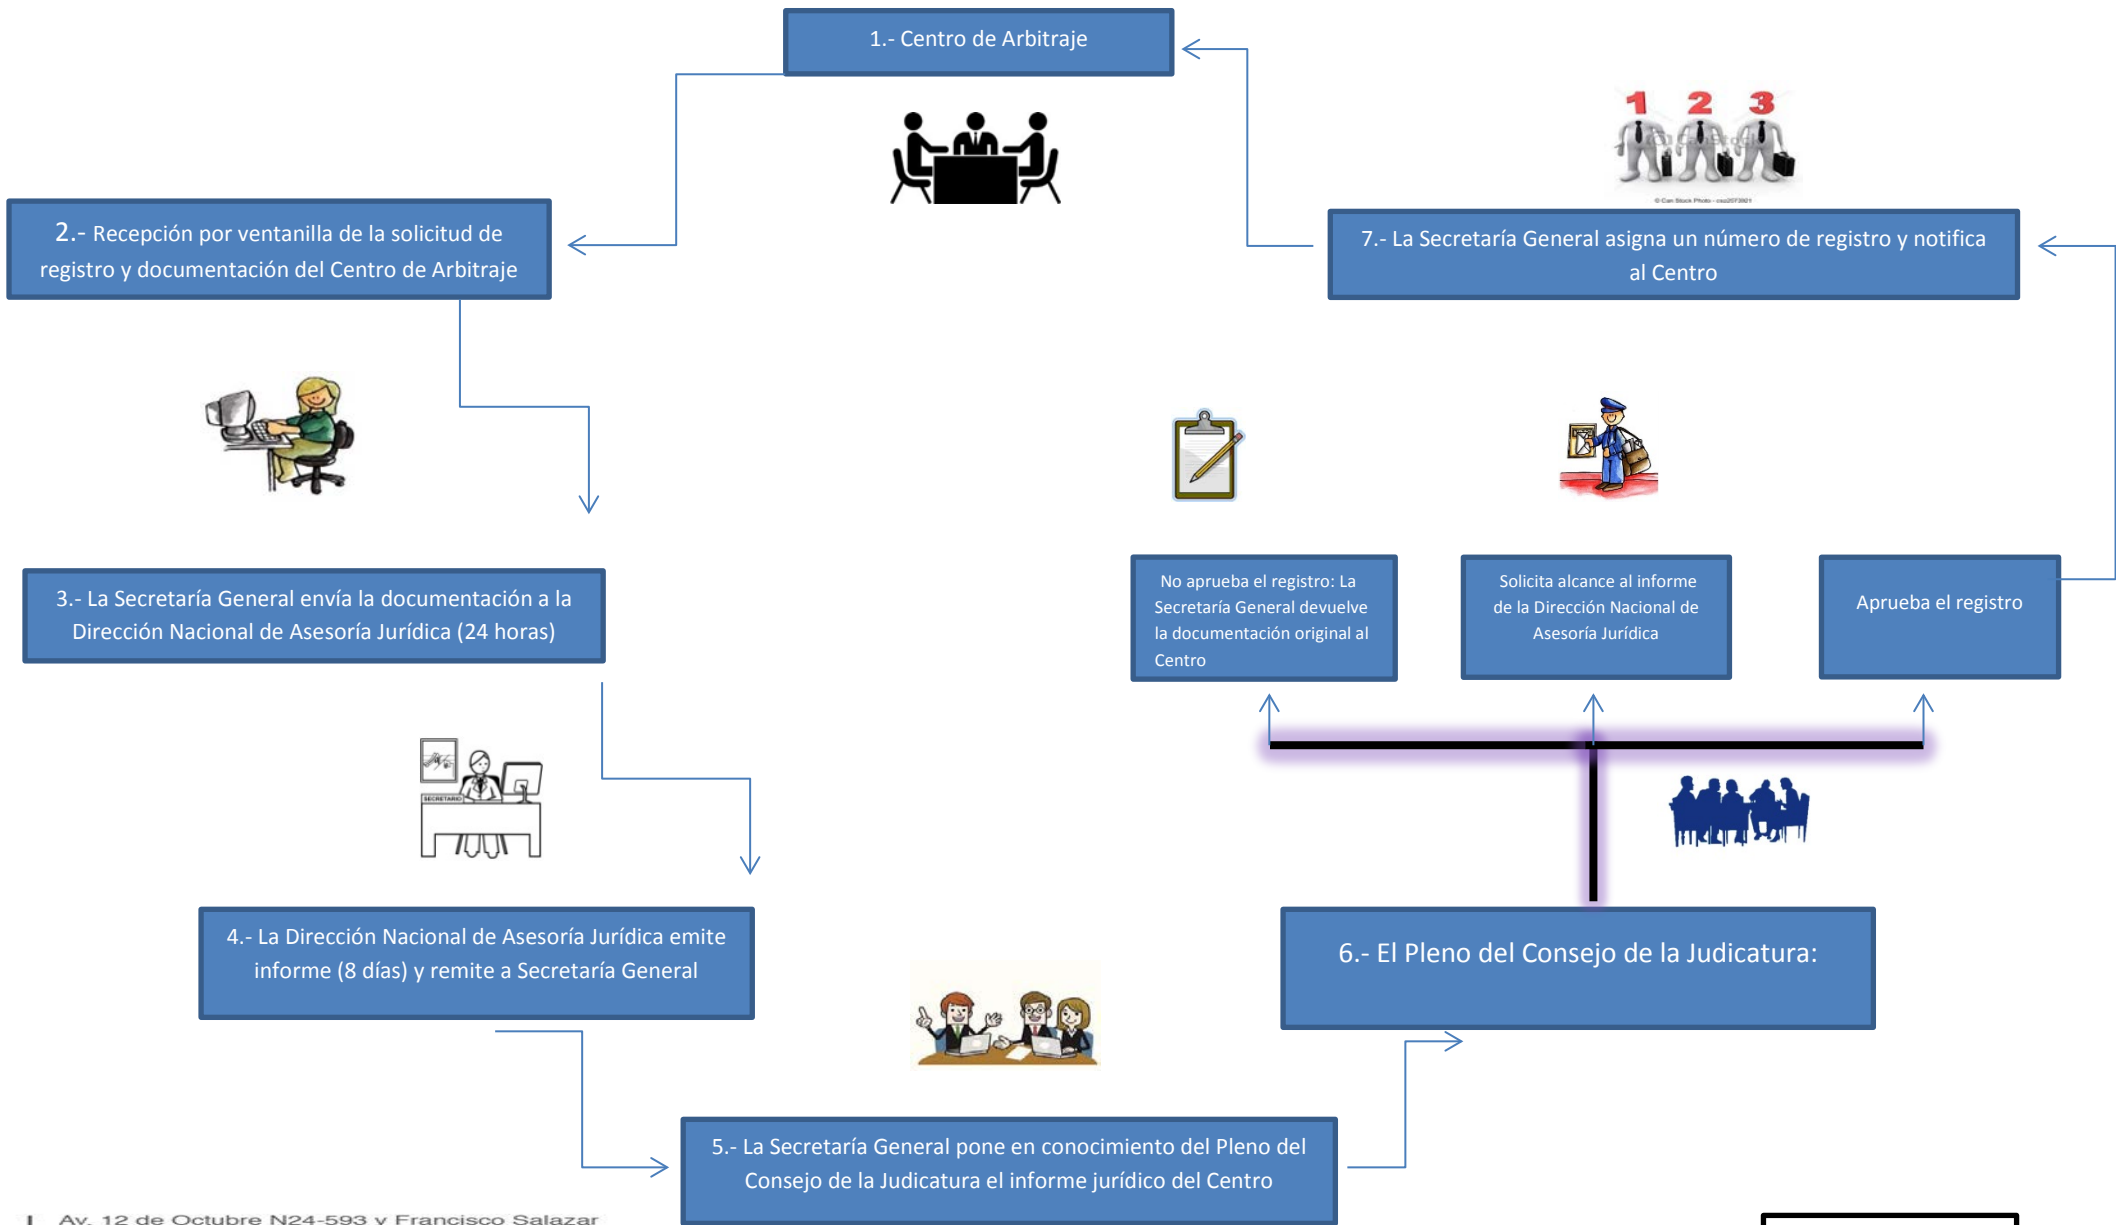 1.- Centro de Arbitraje
1 2 3
© Can Stock Photo - csp2073921
2.- Recepción por ventanilla de la solicitud de
registro y documentación del Centro de Arbitraje
7.- La Secretaría General asigna un número de registro y notifica
al Centro
3.- La Secretaría General envía la documentación a la
Dirección Nacional de Asesoría Jurídica (24 horas)
No aprueba el registro: La
Secretaría General devuelve
la documentación original al
Centro
Solicita alcance al informe
de la Dirección Nacional de
Asesoría Jurídica
Aprueba el registro
SECRETARIO
4.- La Dirección Nacional de Asesoría Jurídica emite
informe (8 días) y remite a Secretaría General
6.- El Pleno del Consejo de la Judicatura:
5.- La Secretaría General pone en conocimiento del Pleno del
Consejo de la Judicatura el informe jurídico del Centro
Av. 12 de Octubre N24-593 y Francisco Salazar